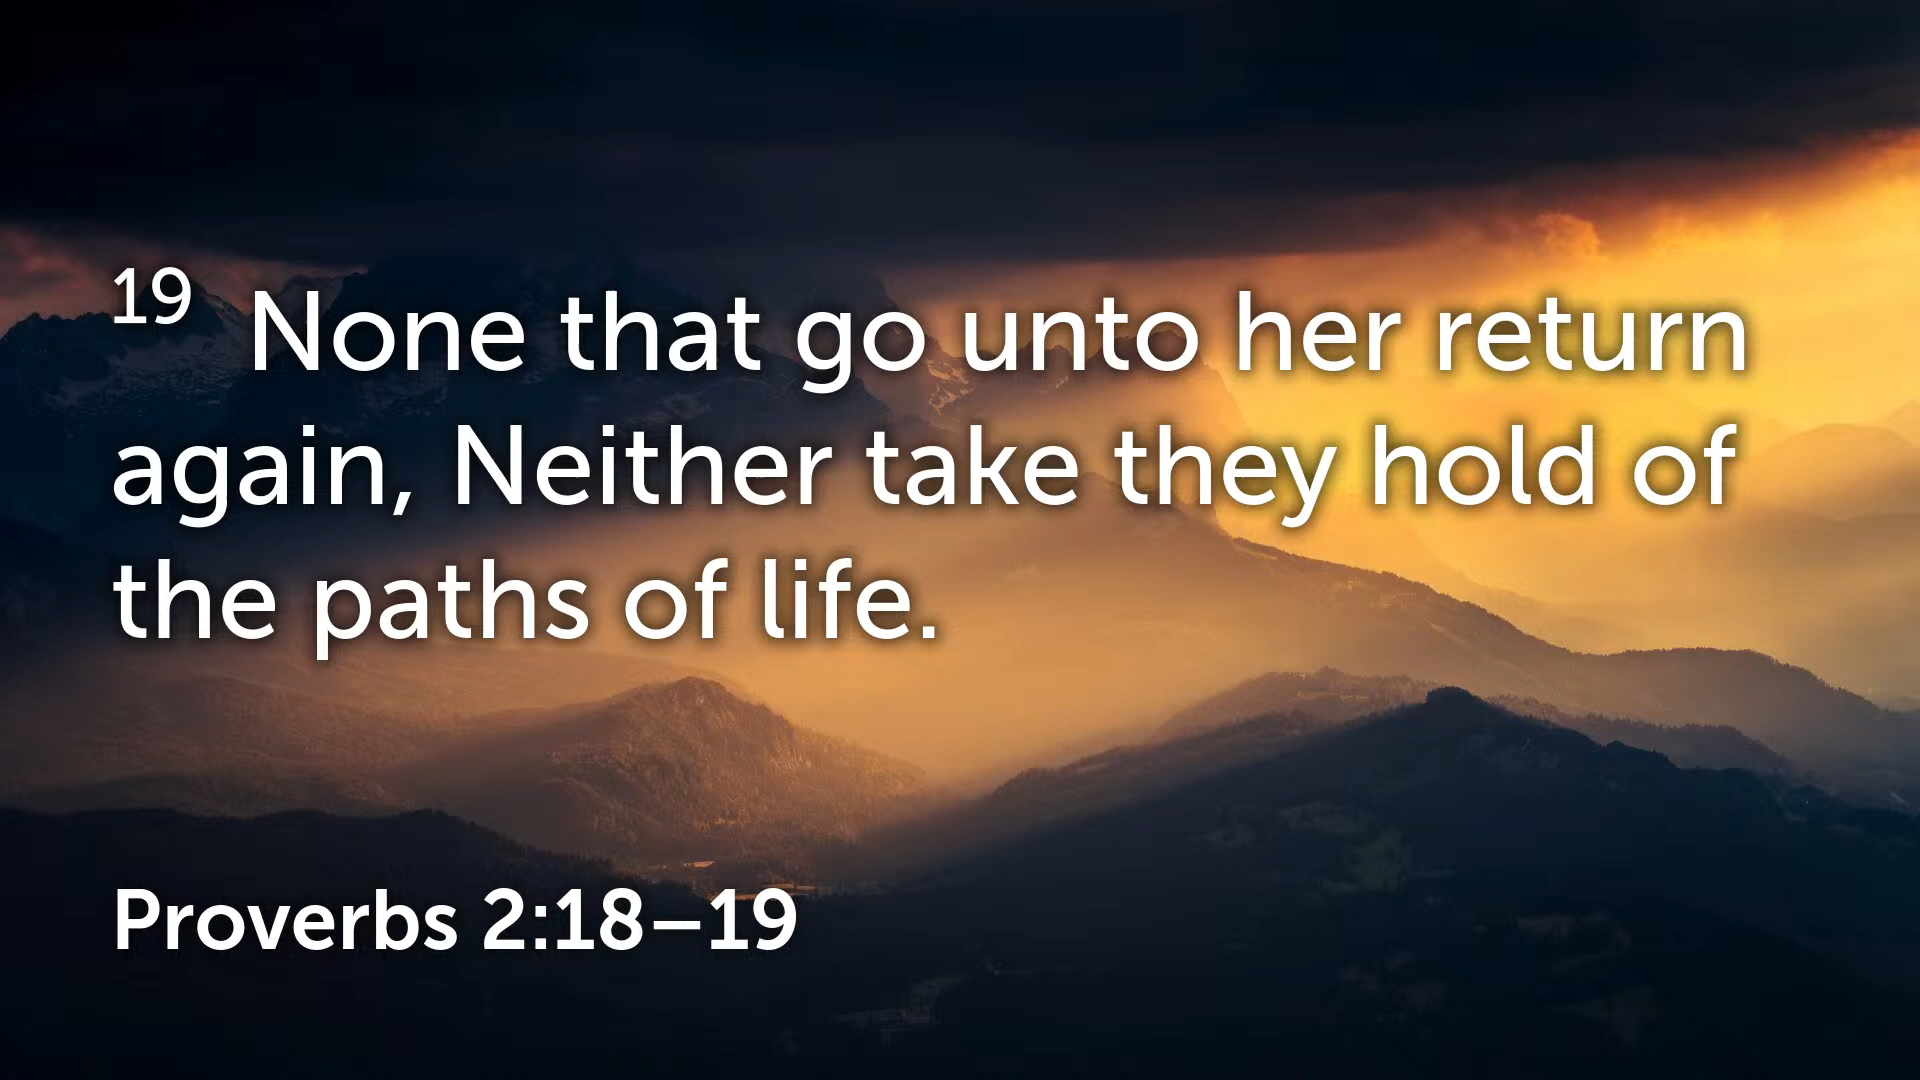 19 None that go unto her return
again, Neither take they hold of
the paths of life.
Proverbs 2:18–19